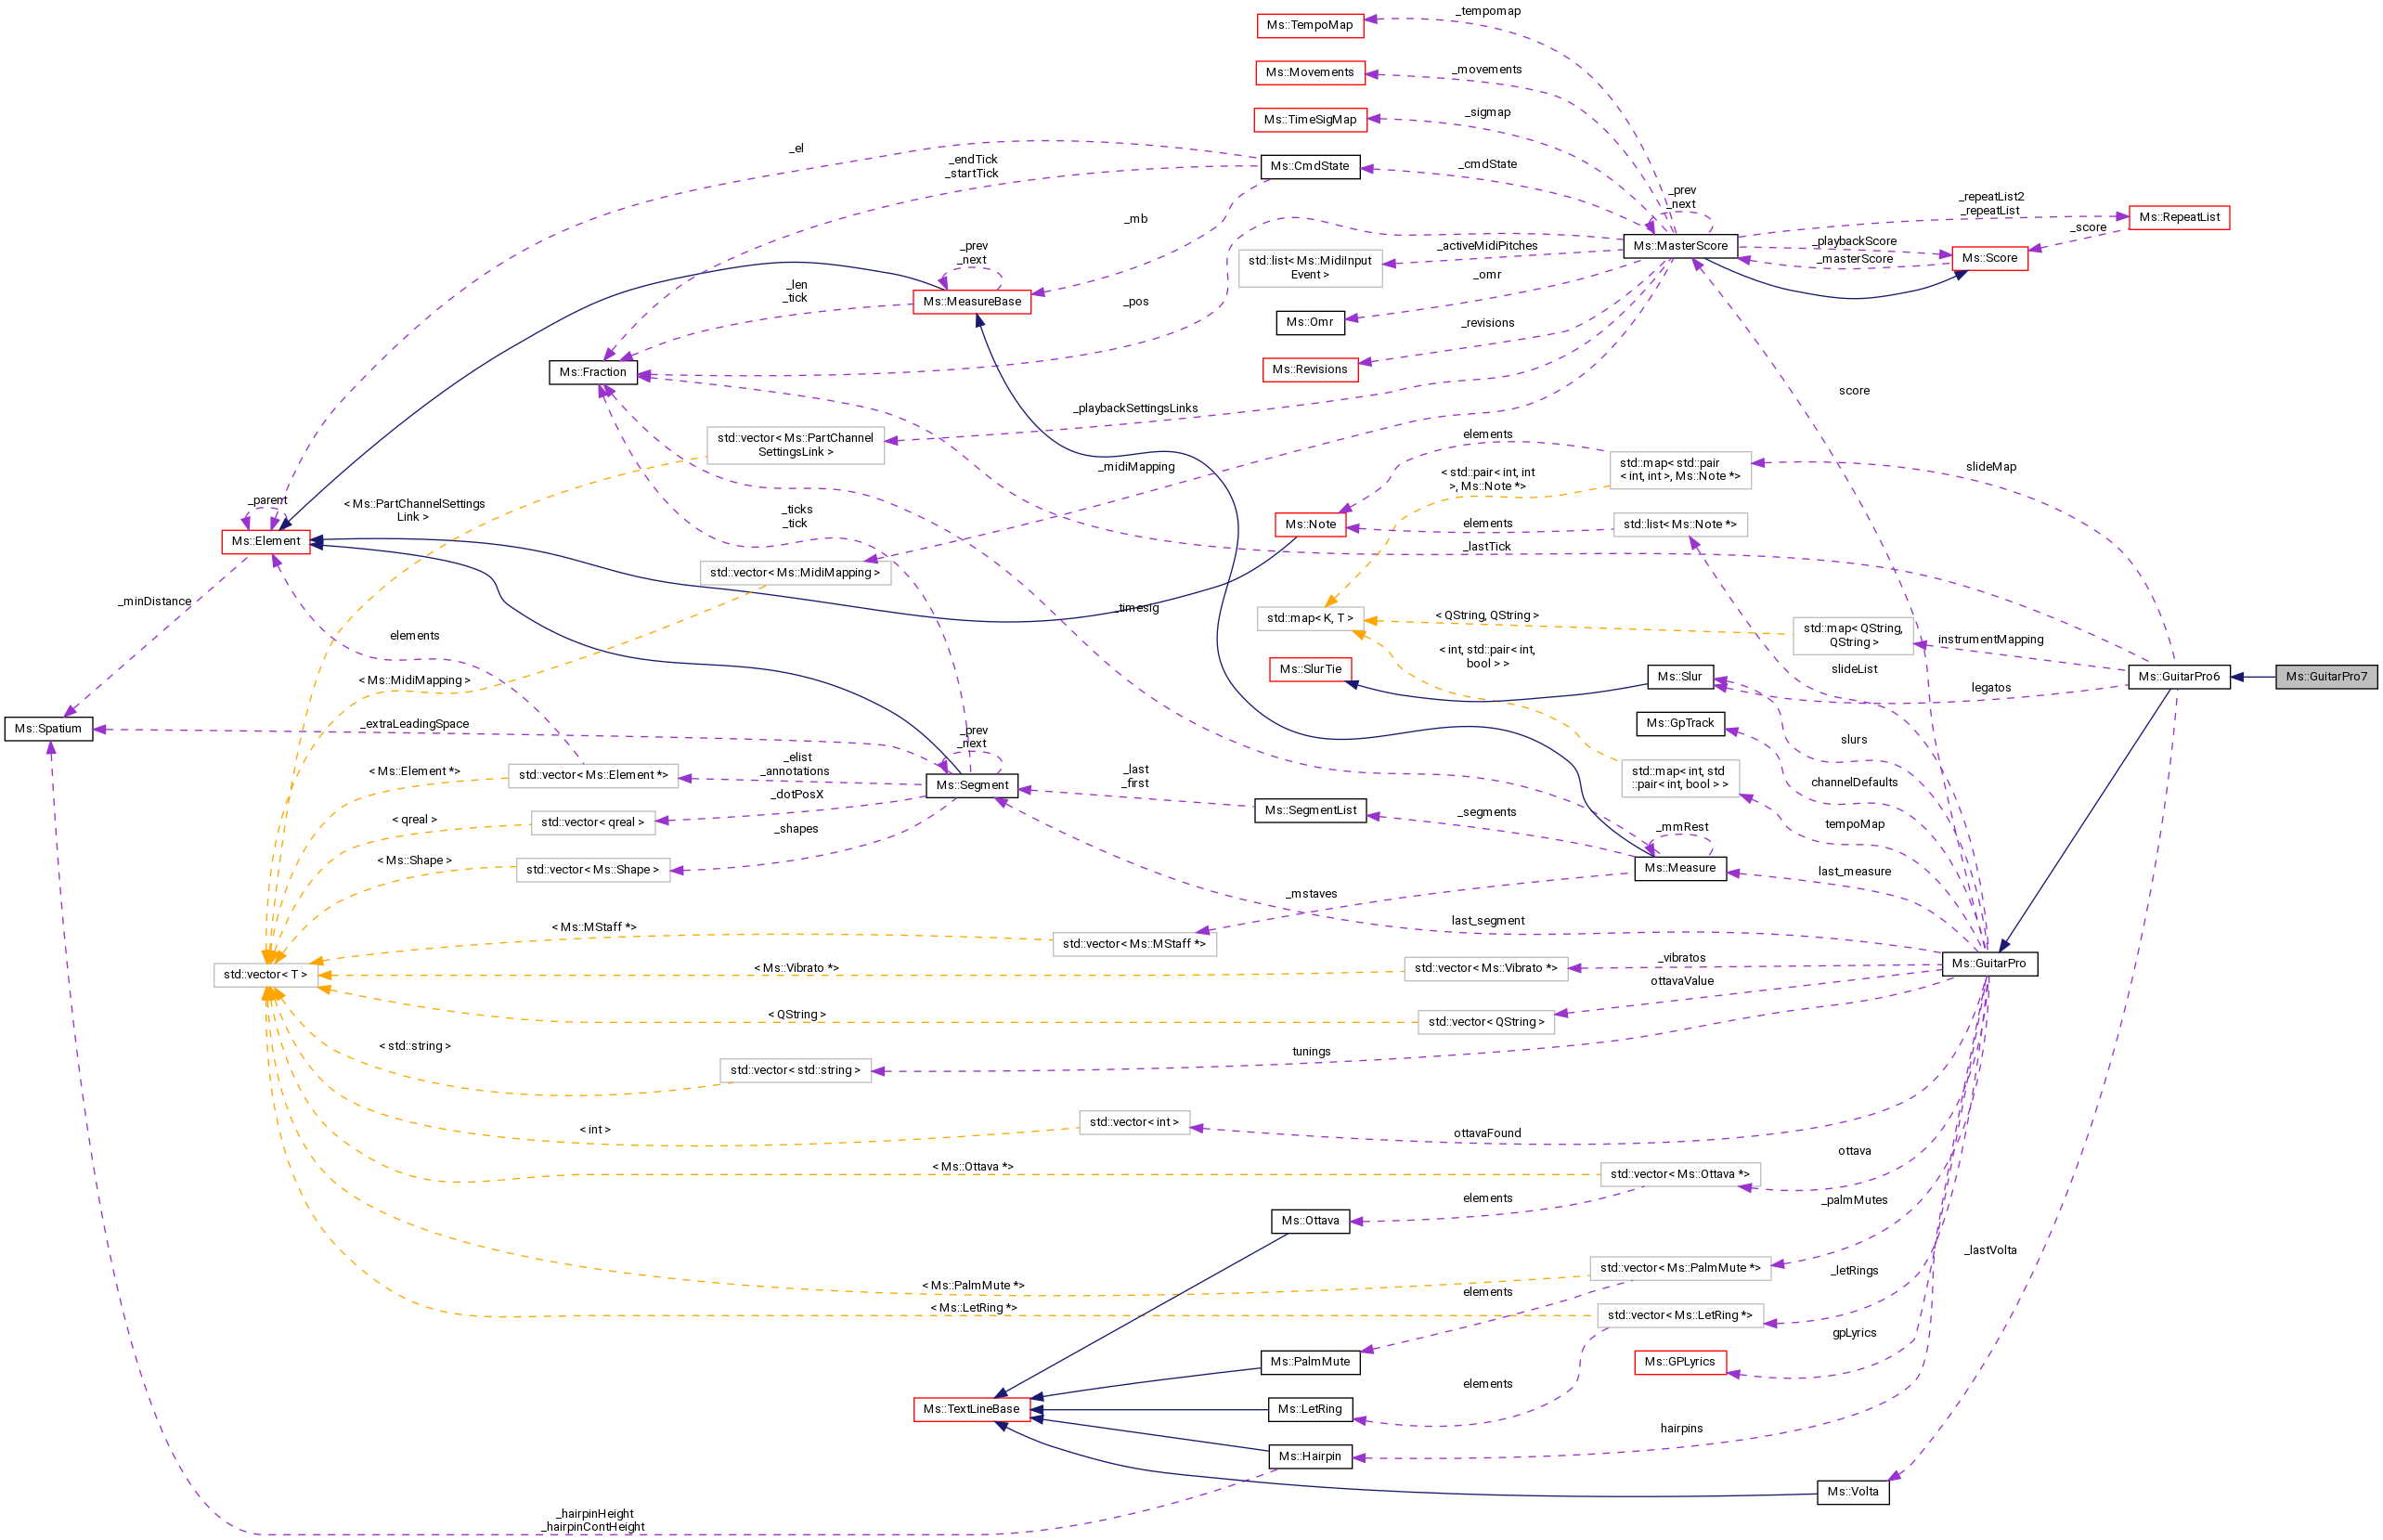 _tempomap
Ms::TempoMap
_movements
Ms::Movements
_sigmap
Ms::TimeSigMap
_el
_endTick
_startTick
Ms::CmdState
_cmdState
_prev
_next
_repeatList2
_repeatList
Ms::RepeatList
_mb
_prev
_next
std::list< Ms::MidiInput
Event >
_activeMidiPitches
Ms::MasterScore
_playbackScore
_masterScore
_score
Ms::Score
_omr
_len
_tick
Ms::MeasureBase
_pos
Ms::Omr
_revisions
Ms::Fraction
Ms::Revisions
score
_playbackSettingsLinks
std::vector< Ms::PartChannel
SettingsLink >
elements
slideMap
_midiMapping
< std::pair< int, int
>, Ms::Note *>
std::map< std::pair
< int, int >, Ms::Note *>
_parent
< Ms::PartChannelSettings
Link >
_ticks
_tick
Ms::Note
elements
std::list< Ms::Note *>
Ms::Element
_lastTick
std::vector< Ms::MidiMapping >
_minDistance
_timesig
std::map< K, T >
< QString, QString >
std::map< QString,
QString >
instrumentMapping
elements
< int, std::pair< int,
bool > >
slideList
Ms::SlurTie
Ms::Slur
legatos
Ms::GuitarPro6
Ms::GuitarPro7
< Ms::MidiMapping >
Ms::Spatium
_extraLeadingSpace
_prev
_next
Ms::GpTrack
slurs
< Ms::Element *>
std::vector< Ms::Element *>
_elist
_annotations
Ms::Segment
_last
_first
std::map< int, std
::pair< int, bool > >
channelDefaults
_dotPosX
Ms::SegmentList
_segments
tempoMap
< qreal >
std::vector< qreal >
_shapes
_mmRest
< Ms::Shape >
std::vector< Ms::Shape >
Ms::Measure
last_measure
_mstaves
last_segment
< Ms::MStaff *>
std::vector< Ms::MStaff *>
std::vector< T >
< Ms::Vibrato *>
std::vector< Ms::Vibrato *>
_vibratos
Ms::GuitarPro
ottavaValue
< QString >
std::vector< QString >
< std::string >
tunings
std::vector< std::string >
< int >
std::vector< int >
ottavaFound
< Ms::Ottava *>
std::vector< Ms::Ottava *>
ottava
elements
Ms::Ottava
_palmMutes
_lastVolta
< Ms::PalmMute *>
std::vector< Ms::PalmMute *>
_letRings
elements
< Ms::LetRing *>
std::vector< Ms::LetRing *>
gpLyrics
Ms::PalmMute
Ms::GPLyrics
elements
Ms::TextLineBase
Ms::LetRing
hairpins
Ms::Hairpin
Ms::Volta
_hairpinHeight
_hairpinContHeight